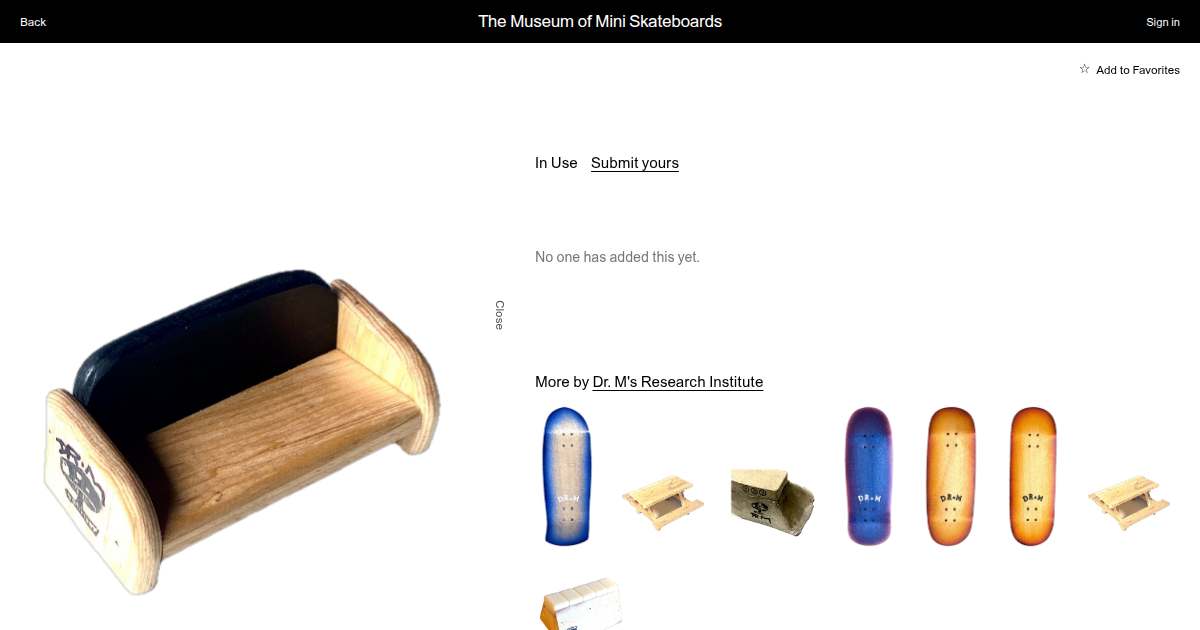 Back
The Museum of Mini Skateboards
Sign in
☆ Add to Favorites
In Use Submit yours
No one has added this yet.
Close
More by Dr. M's Research Institute
DR M
DR M
DR M
DR M